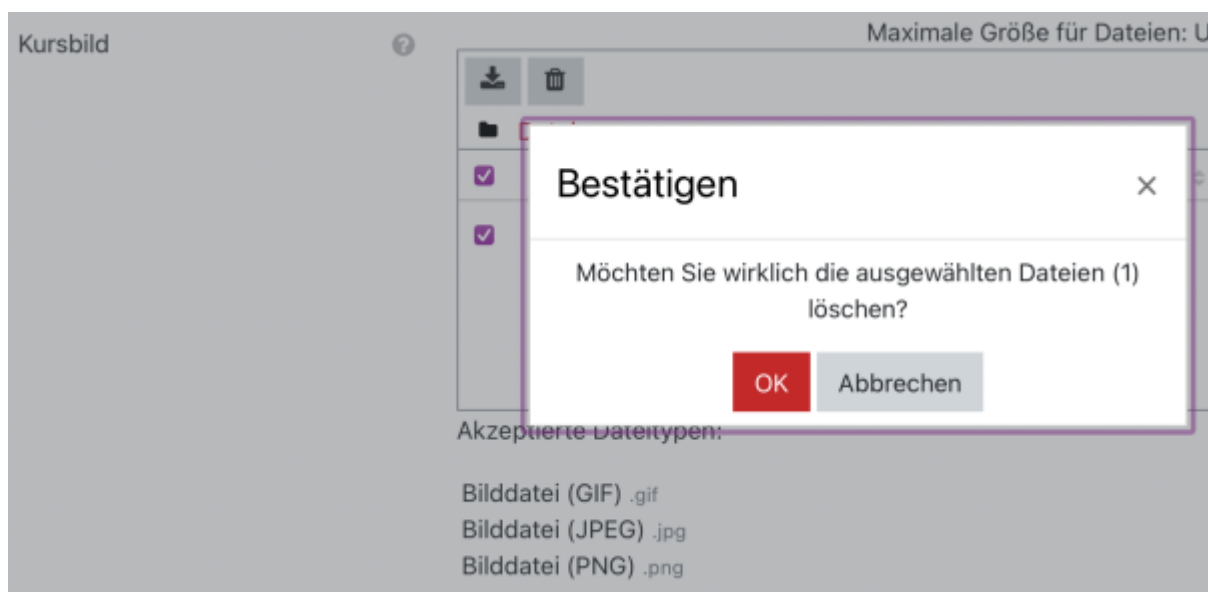 Maximale Größe für Dateien:
Kursbild
Bestätigen
Möchten Sie wirklich die ausgewählten Dateien (1)
löschen?
OK Abbrechen
Akzeptierte Dateitypen:
Bilddatei (GIF) .gif
Bilddatei (JPEG) .jpg
Bilddatei (PNG) .png